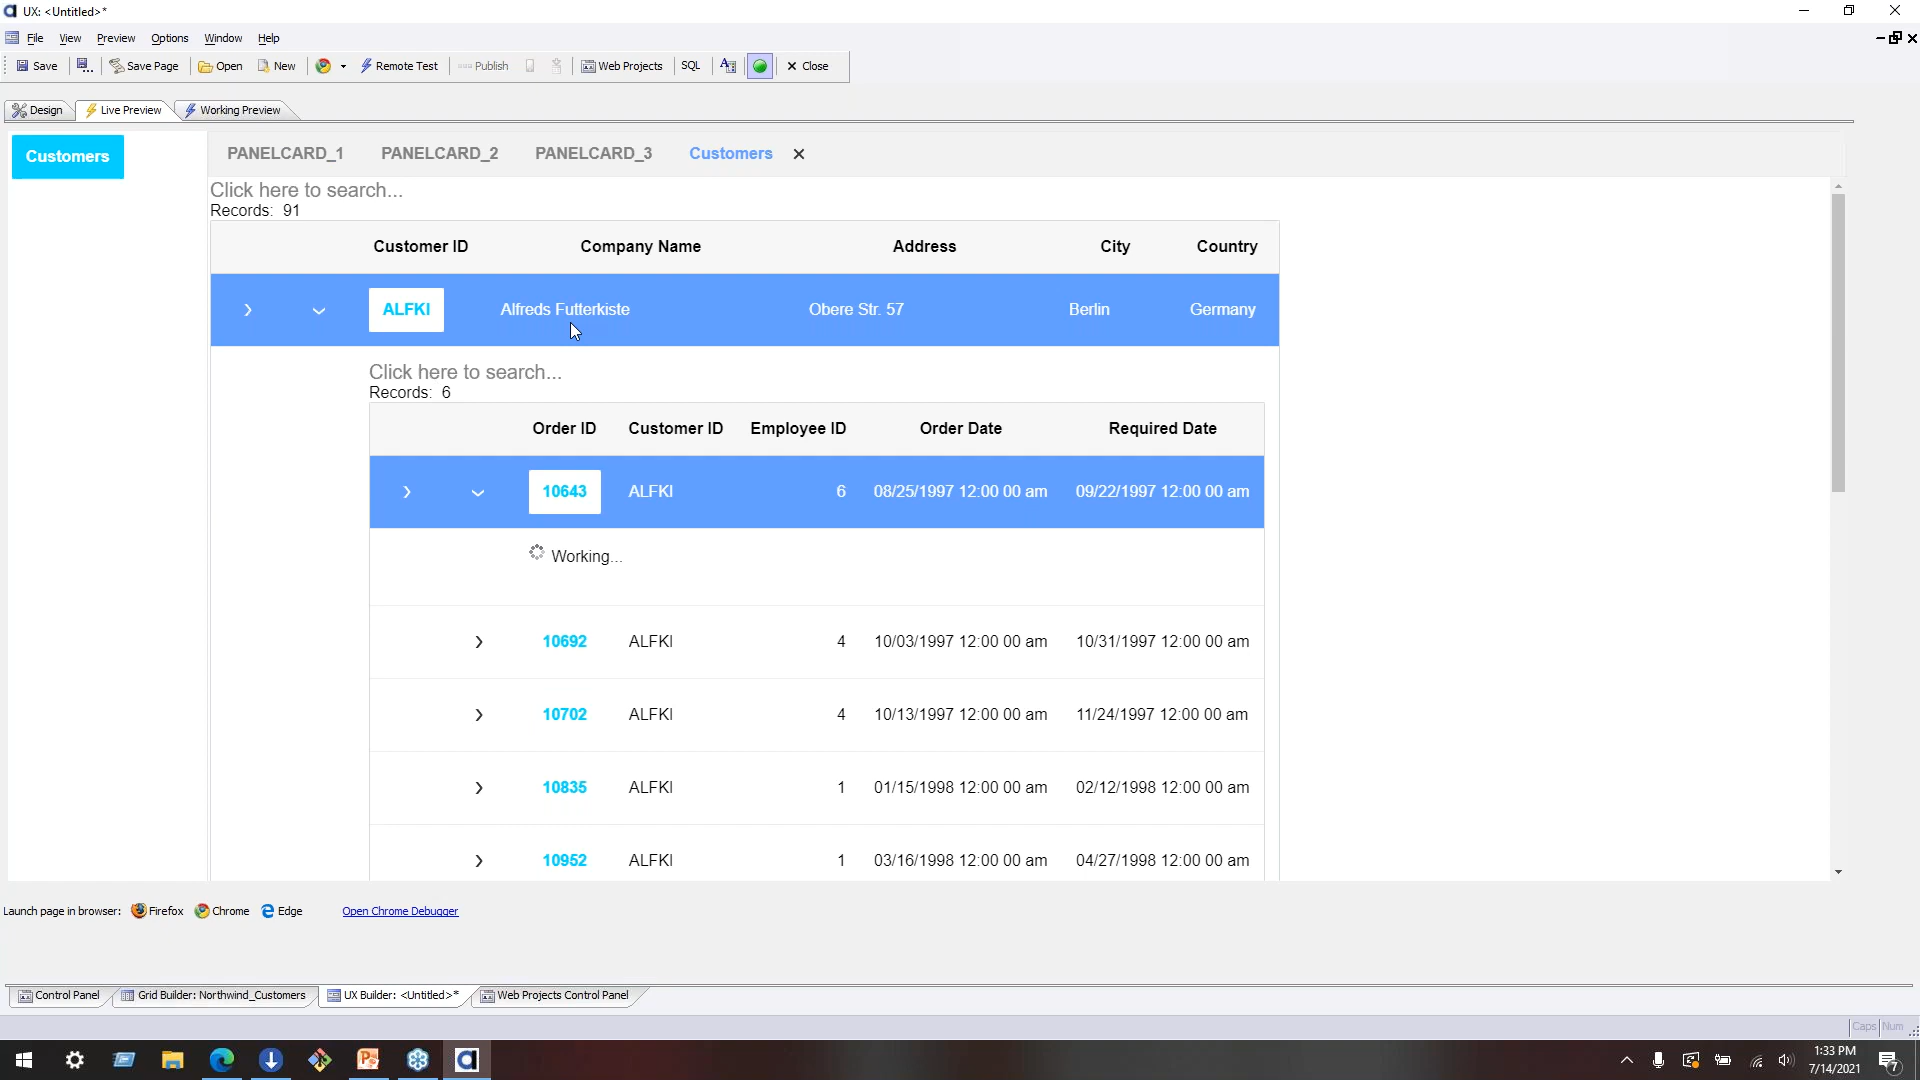 UX: <Untitled>*
File View Preview Options Window Help
Save Save Page Open New Remote Test Publish Web Projects SQL Close
Design Live Preview Working Preview
Customers
PANELCARD_1 PANELCARD_2 PANELCARD_3 Customers
Click here to search...
Records: 91
Customer ID Company Name Address City Country
ALFKI Alfreds Futterkiste Obere Str. 57 Berlin Germany
Click here to search...
Records: 6
Order ID Customer ID Employee ID Order Date Required Date
10643 ALFKI 6 08/25/1997 12:00 00 am 09/22/1997 12:00 00 am
Working...
10692 ALFKI 4 10/03/1997 12:00 00 am 10/31/1997 12:00 00 am
10702 ALFKI 4 10/13/1997 12:00 00 am 11/24/1997 12:00 00 am
10835 ALFKI 1 01/15/1998 12:00 00 am 02/12/1998 12:00 00 am
10952 ALFKI 1 03/16/1998 12:00 00 am 04/27/1998 12:00 00 am
Launch page in browser: Firefox Chrome Edge Open Chrome Debugger
Control Panel Grid Builder: Northwind_Customers UX Builder: <Untitled>* Web Projects Control Panel
Caps Num
1:33 PM
7/14/2021
7